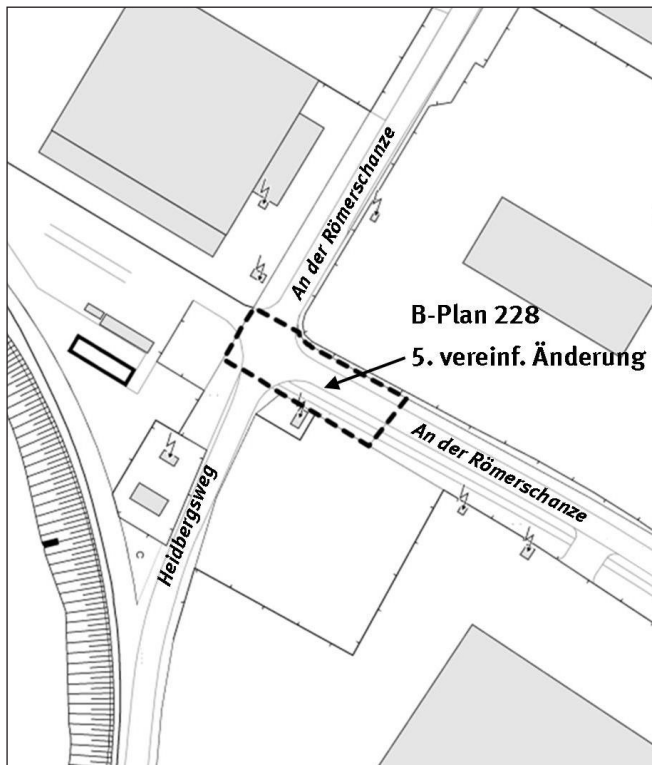 An der Römerschanze
B-Plan 228
5. vereinf. Änderung
An der Römerschanze
Heidbergsweg